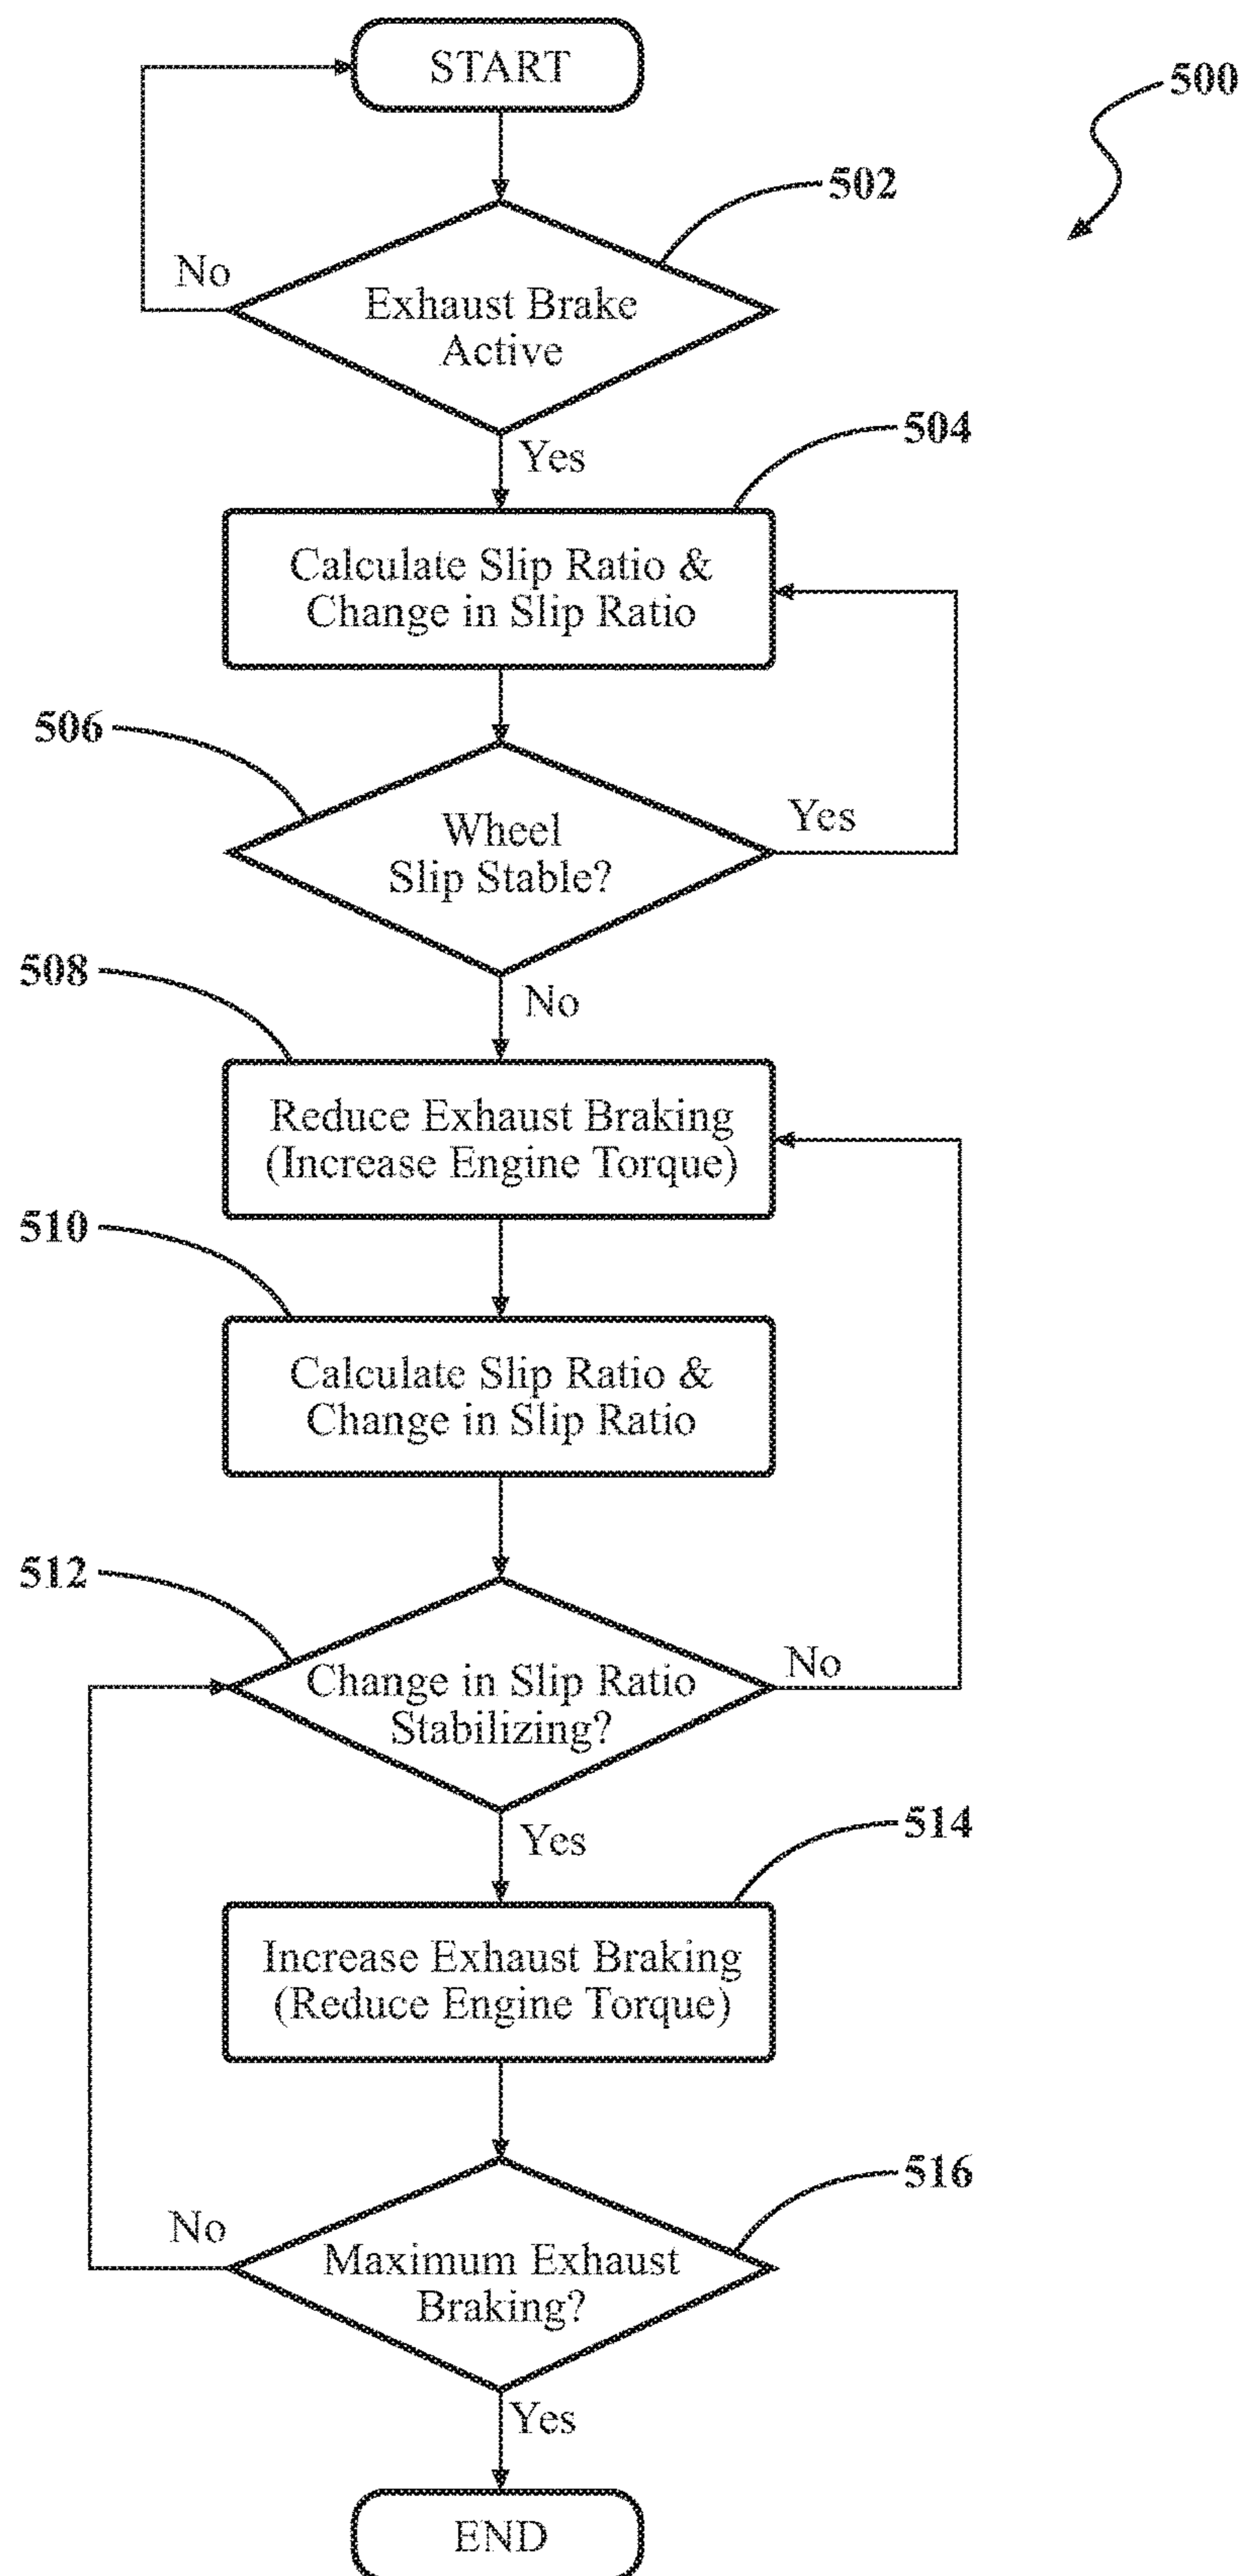 START
500
502
No
Exhaust Brake
Active
Yes
504
Calculate Slip Ratio &
Change in Slip Ratio
506
Wheel
Slip Stable?
Yes
508
No
Reduce Exhaust Braking
(Increase Engine Torque)
510
Calculate Slip Ratio &
Change in Slip Ratio
512
Change in Slip Ratio
Stabilizing?
No
Yes
514
Increase Exhaust Braking
(Reduce Engine Torque)
516
No
Maximum Exhaust
Braking?
Yes
END